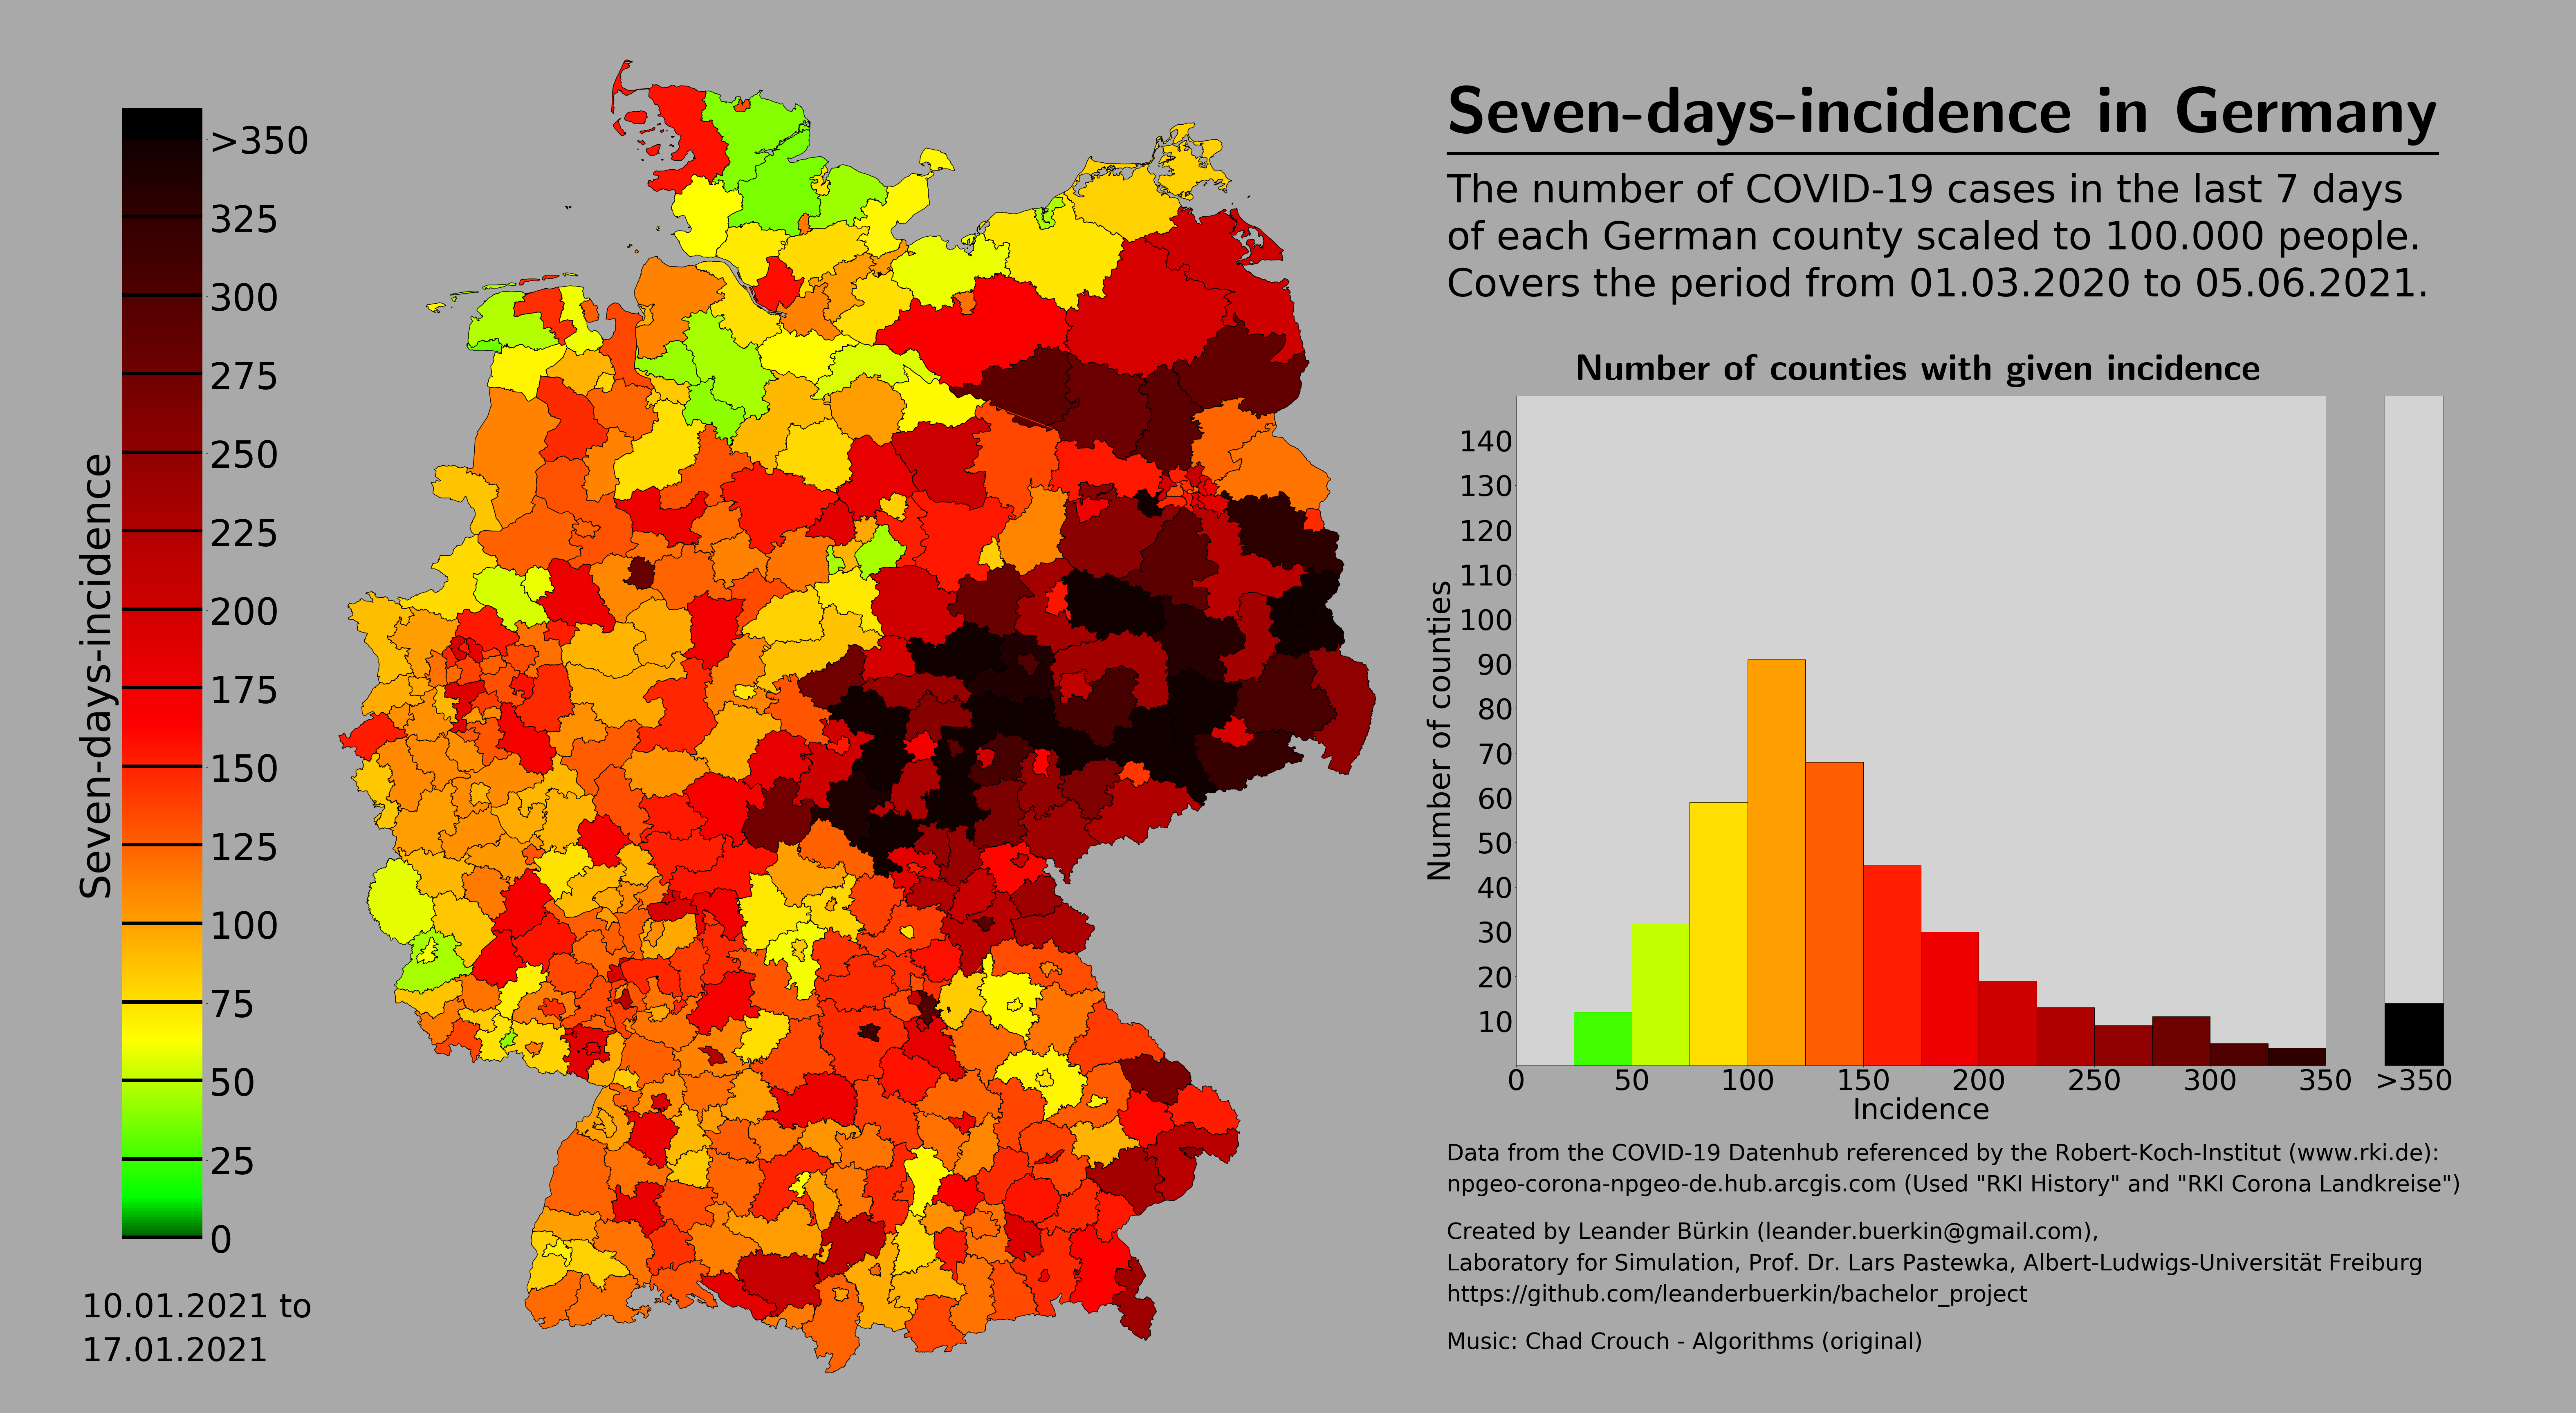 Seven-days-incidence
>350
325
300
275
250
225
200
175
150
125
100
75
50
25
0
10.01.2021 to
17.01.2021
Seven-days-incidence in Germany
The number of COVID-19 cases in the last 7 days
of each German county scaled to 100.000 people.
Covers the period from 01.03.2020 to 05.06.2021.
Number of counties with given incidence
Number of counties
140
130
120
110
100
90
80
70
60
50
40
30
20
10
0 50 100 150 200 250 300 350 >350
Incidence
Data from the COVID-19 Datenhub referenced by the Robert-Koch-Institut (www.rki.de):
npgeo-corona-npgeo-de.hub.arcgis.com (Used "RKI History" and "RKI Corona Landkreise")
Created by Leander Bürkin (leander.buerkin@gmail.com),
Laboratory for Simulation, Prof. Dr. Lars Pastewka, Albert-Ludwigs-Universität Freiburg
https://github.com/leanderbuerkin/bachelor_project
Music: Chad Crouch - Algorithms (original)